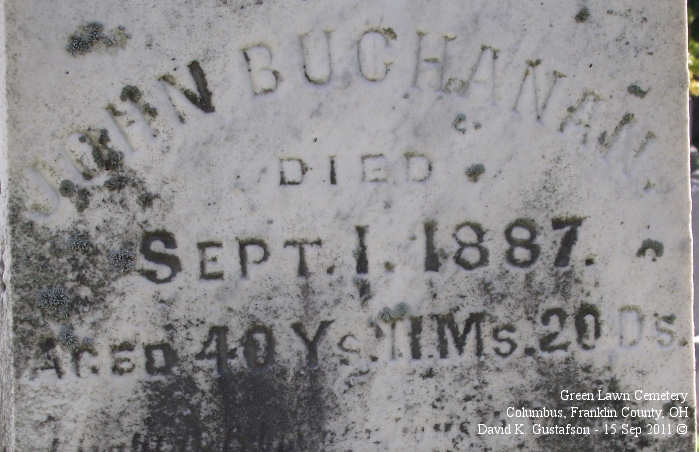 JOHN BUCHANAN.
DIED
SEPT. 1. 1887.
AGED 40 YS. 11 MS. 20 DS.
Green Lawn Cemetery
Columbus, Franklin County, OH
David K. Gustafson - 15 Sep 2011 ©